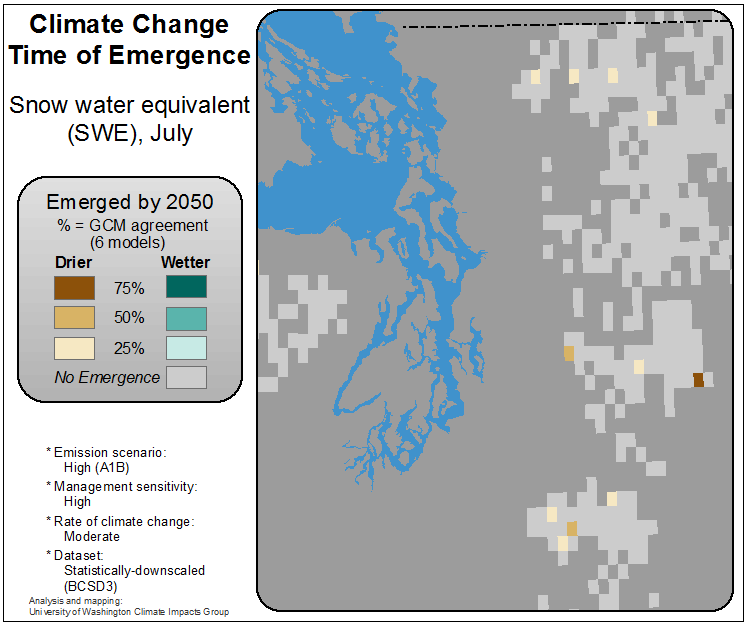 Climate Change
Time of Emergence
Snow water equivalent
(SWE), July
Emerged by 2050
% = GCM agreement
(6 models)
Drier Wetter
75%
50%
25%
No Emergence
* Emission scenario:
High (A1B)
* Management sensitivity:
High
* Rate of climate change:
Moderate
* Dataset:
Statistically-downscaled
(BCSD3)
Analysis and mapping:
University of Washington Climate Impacts Group